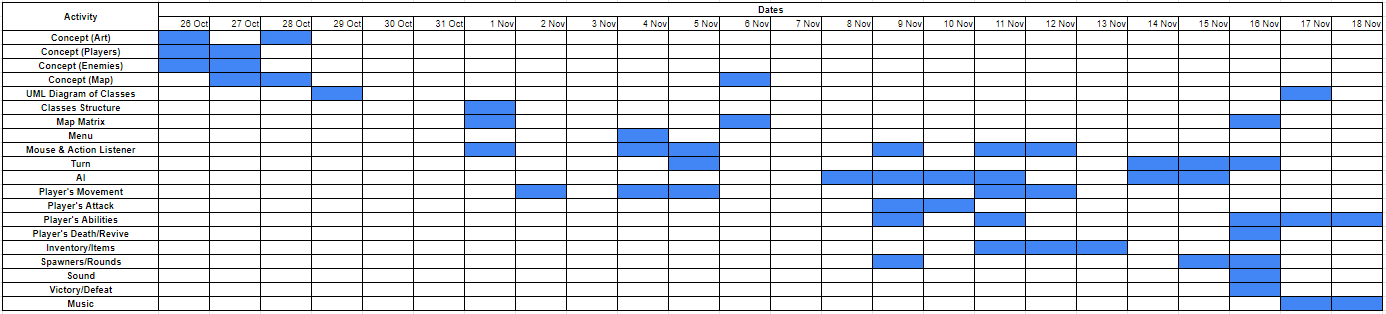 Activity
Dates
26 Oct 27 Oct 28 Oct 29 Oct 30 Oct 31 Oct 1 Nov 2 Nov 3 Nov 4 Nov 5 Nov 6 Nov 7 Nov 8 Nov 9 Nov 10 Nov 11 Nov 12 Nov 13 Nov 14 Nov 15 Nov 16 Nov 17 Nov 18 Nov
Concept (Art)
Concept (Players)
Concept (Enemies)
Concept (Map)
UML Diagram of Classes
Classes Structure
Map Matrix
Menu
Mouse & Action Listener
Turn
AI
Player's Movement
Player's Attack
Player's Abilities
Player's Death/Revive
Inventory/Items
Spawners/Rounds
Sound
Victory/Defeat
Music